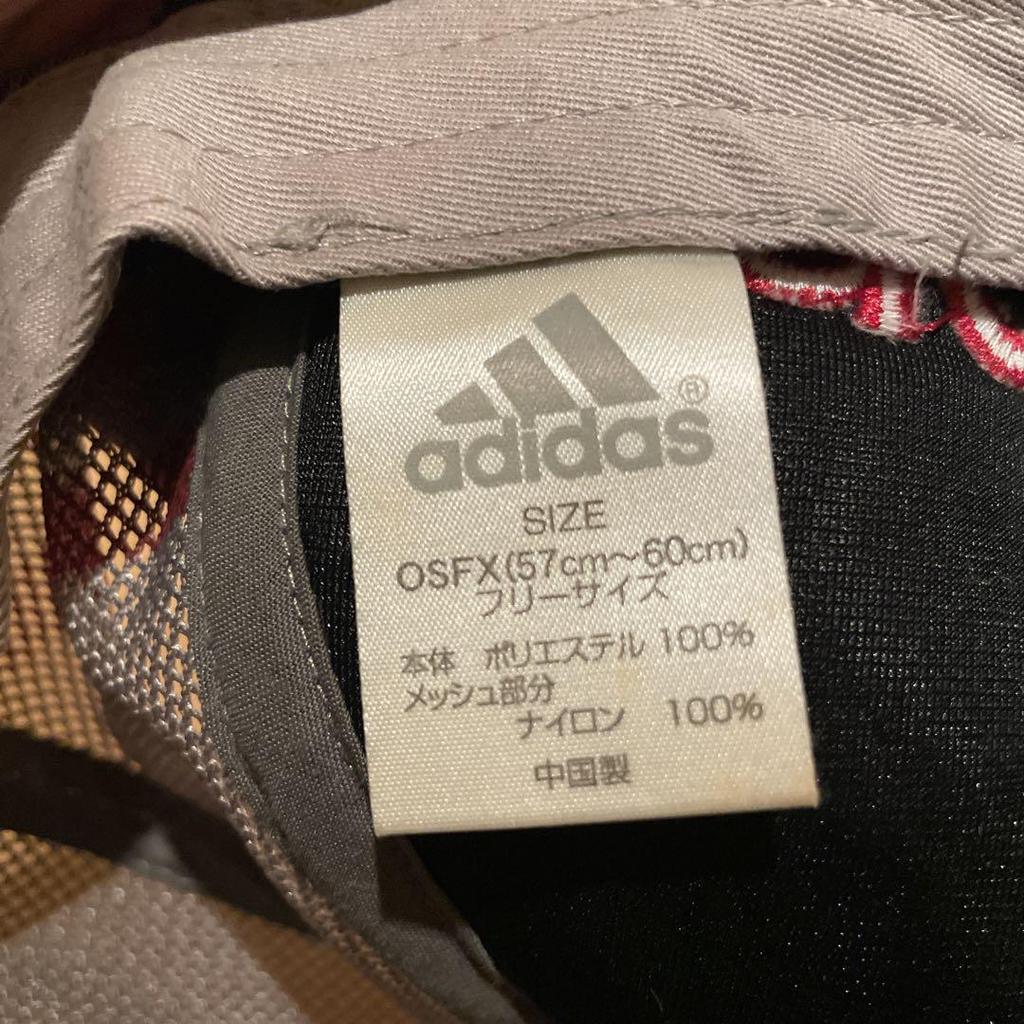 adidas®
SIZE
OSFX(57cm～60cm)
フリーサイズ
本体 ポリエステル 100%
メッシュ部分
ナイロン 100%
中国製